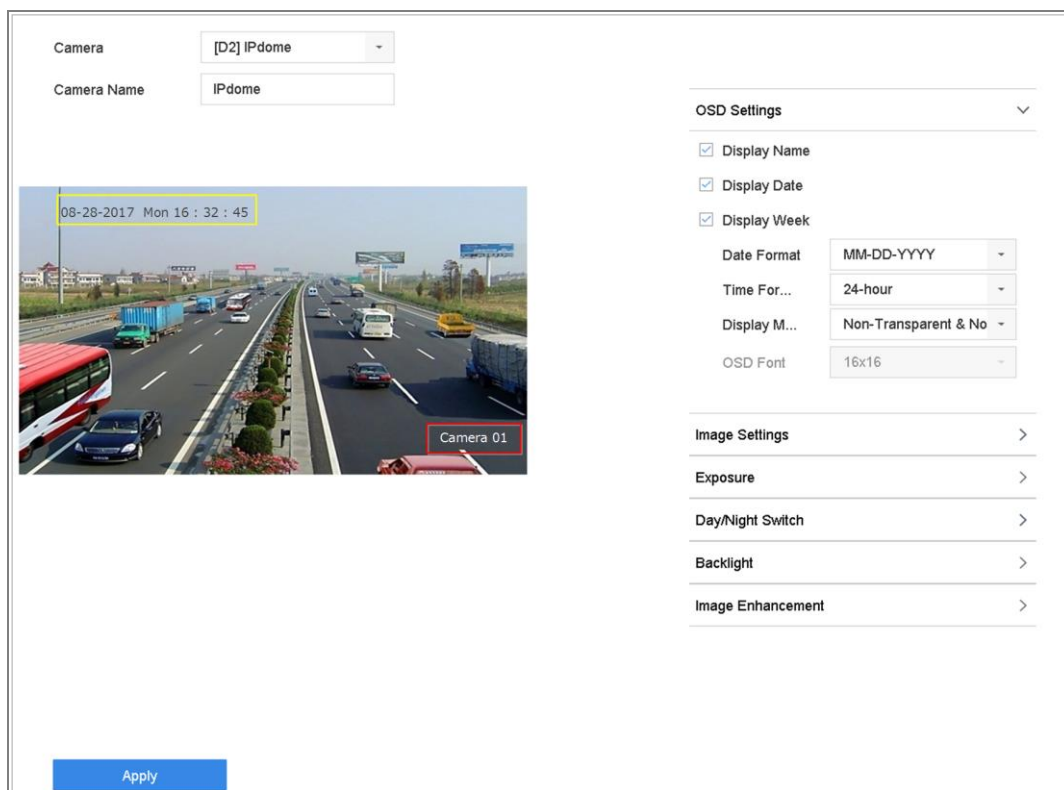 Camera
[D2] IPdome
Camera Name
IPdome
08-28-2017 Mon 16 : 32 : 45
Camera 01
OSD Settings
Display Name
Display Date
Display Week
Date Format
MM-DD-YYYY
Time For...
24-hour
Display M...
Non-Transparent & No
OSD Font
16x16
Image Settings
Exposure
Day/Night Switch
Backlight
Image Enhancement
Apply